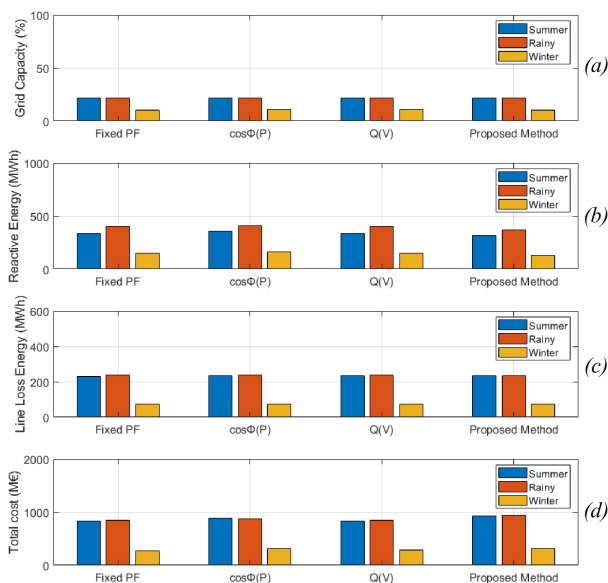 100
50
0
Grid Capacity (%)
Summer
Rainy
Winter
(a)
Fixed PF cosΦ(P) Q(V) Proposed Method
1000
500
0
Reactive Energy (MWh)
Summer
Rainy
Winter
(b)
Fixed PF cosΦ(P) Q(V) Proposed Method
600
400
200
0
Line Loss Energy (MWh)
Summer
Rainy
Winter
(c)
Fixed PF cosΦ(P) Q(V) Proposed Method
2000
1000
0
Total cost (M€)
Summer
Rainy
Winter
(d)
Fixed PF cosΦ(P) Q(V) Proposed Method